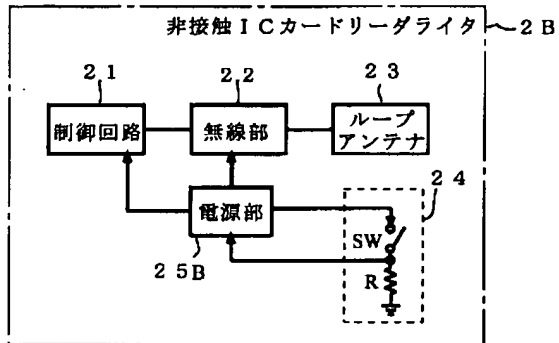 非接触ICカードリーダライタ
2B
21
22
23
制御回路
無線部
ループ
アンテナ
24
電源部
SW
25B
R